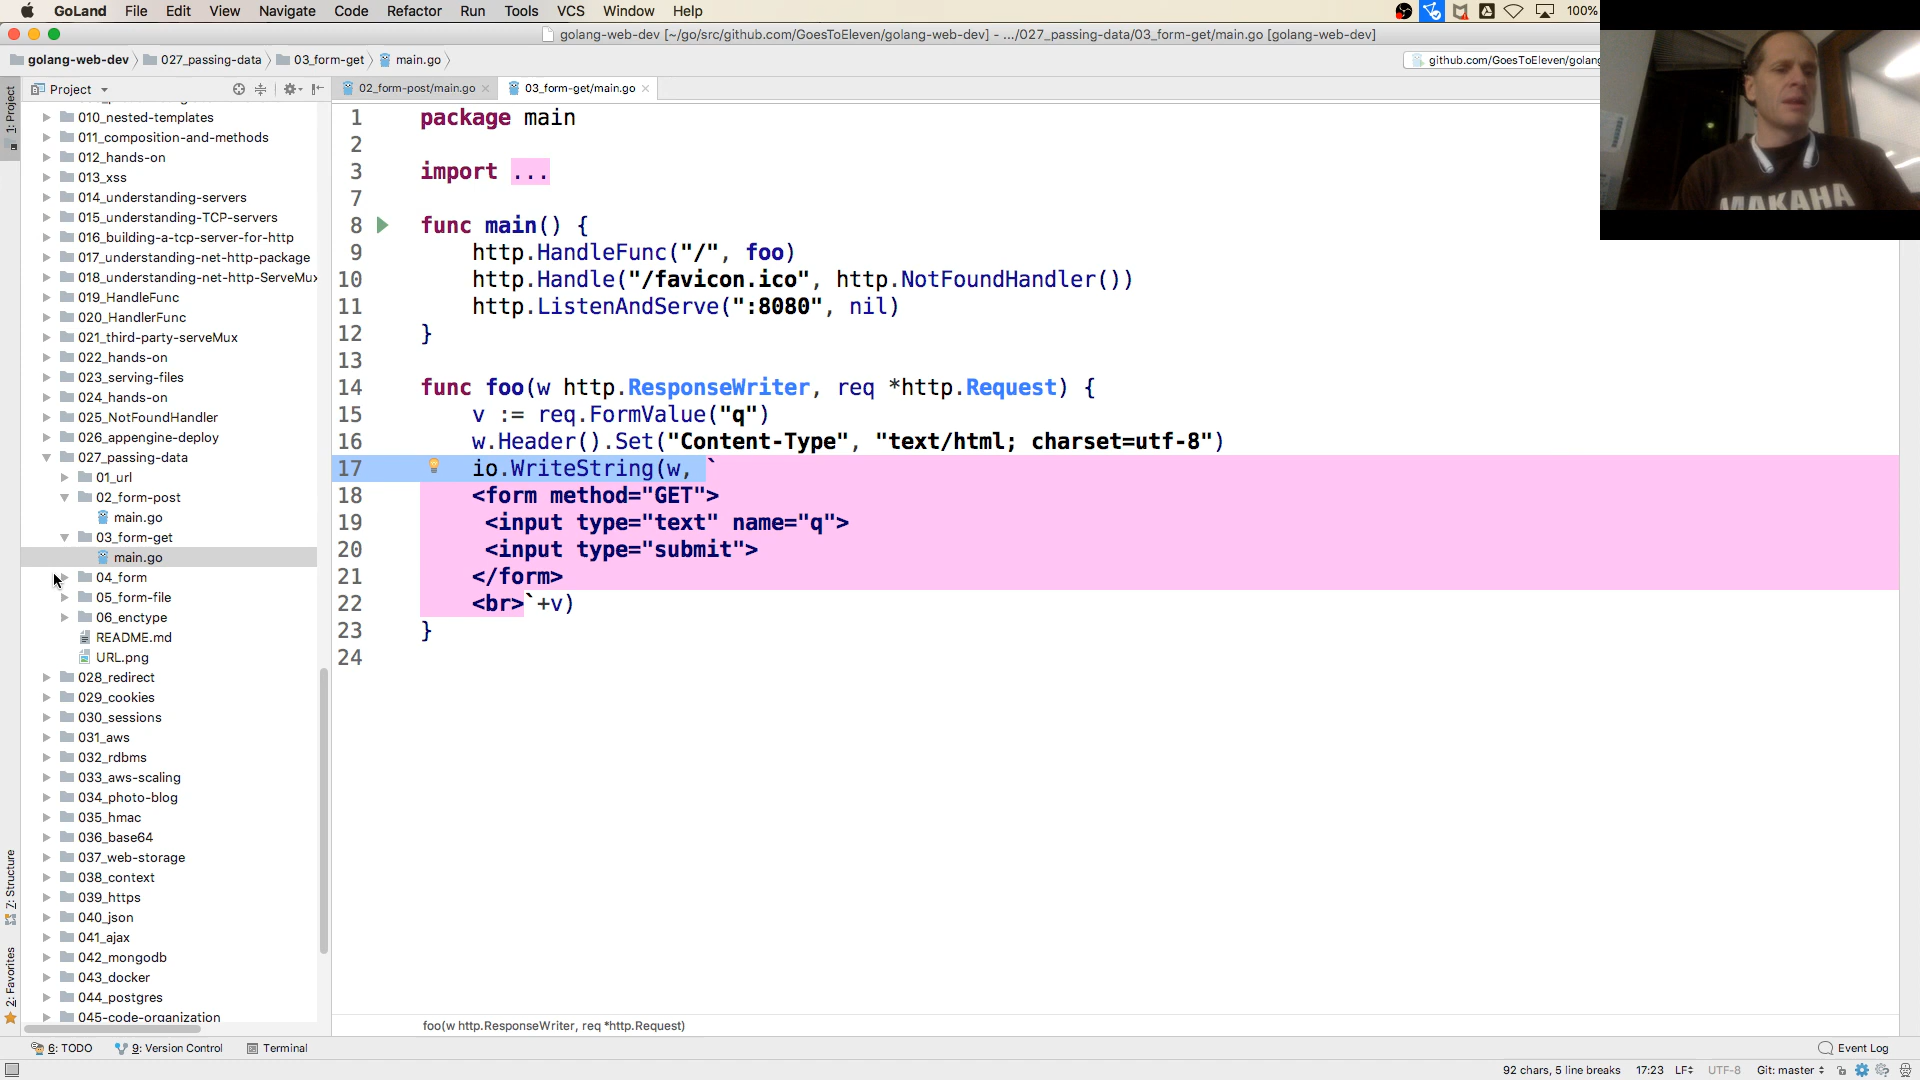 GoLand File Edit View Navigate Code Refactor Run Tools VCS Window Help 100%
golang-web-dev [~/go/src/github.com/GoesToEleven/golang-web-dev] - .../027_passing-data/03_form-get/main.go [golang-web-dev]
golang-web-dev 027_passing-data 03_form-get main.go
github.com/GoesToEleven/golang
Project
02_form-post/main.go
03_form-get/main.go
1: Project
010_nested-templates
011_composition-and-methods
012_hands-on
013_xss
014_understanding-servers
015_understanding-TCP-servers
016_building-a-tcp-server-for-http
017_understanding-net-http-package
018_understanding-net-http-ServeMux
019_HandleFunc
020_HandlerFunc
021_third-party-serveMux
022_hands-on
023_serving-files
024_hands-on
025_NotFoundHandler
026_appengine-deploy
027_passing-data
01_url
02_form-post
main.go
03_form-get
main.go
04_form
05_form-file
06_enctype
README.md
URL.png
028_redirect
029_cookies
030_sessions
031_aws
032_rdbms
033_aws-scaling
034_photo-blog
035_hmac
036_base64
037_web-storage
038_context
039_https
040_json
041_ajax
042_mongodb
043_docker
044_postgres
045-code-organization
7: Structure
2: Favorites
1 package main
2
3 import ...
7
8 func main() {
9 http.HandleFunc("/", foo)
10 http.Handle("/favicon.ico", http.NotFoundHandler())
11 http.ListenAndServe(":8080", nil)
12 }
13
14 func foo(w http.ResponseWriter, req *http.Request) {
15 v := req.FormValue("q")
16 w.Header().Set("Content-Type", "text/html; charset=utf-8")
17 io.WriteString(w, `
18 <form method="GET">
19 <input type="text" name="q">
20 <input type="submit">
21 </form>
22 <br>`+v)
23 }
24
MAKAHA
foo(w http.ResponseWriter, req *http.Request)
6: TODO 9: Version Control Terminal Event Log
92 chars, 5 line breaks 17:23 LF UTF-8 Git: master